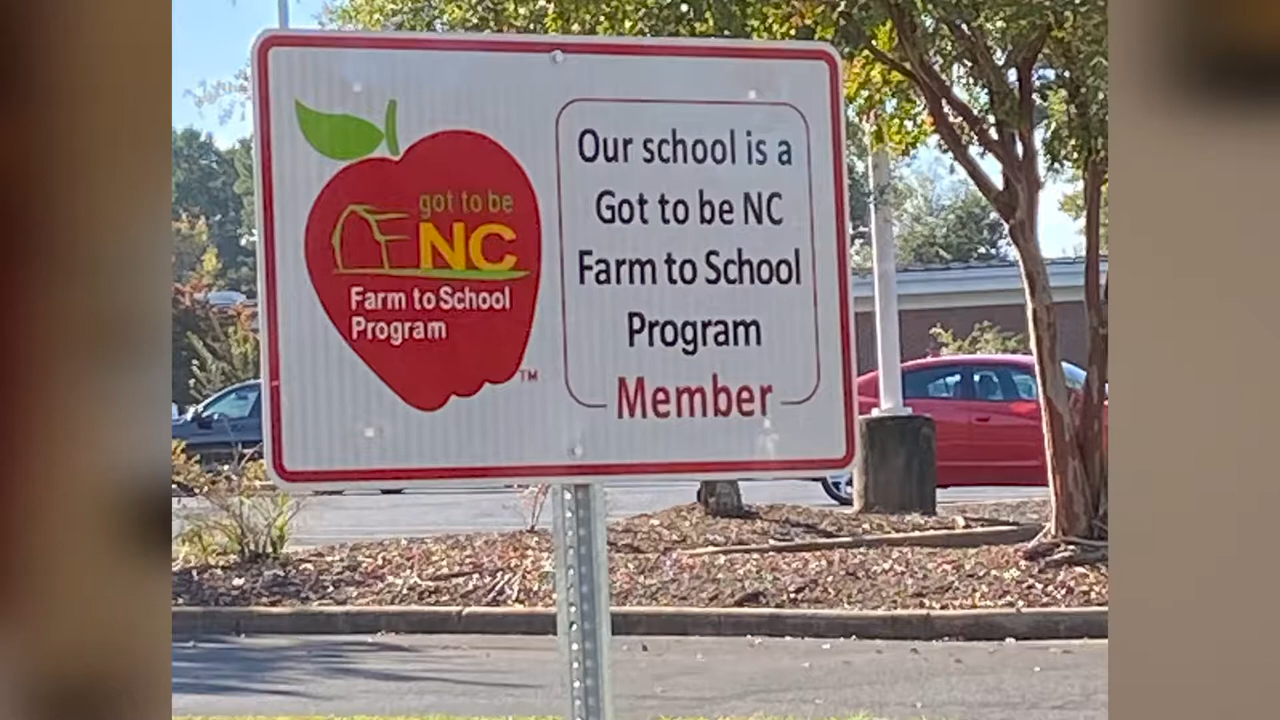 got to be
NC
Farm to School
Program
TM
Our school is a
Got to be NC
Farm to School
Program
Member